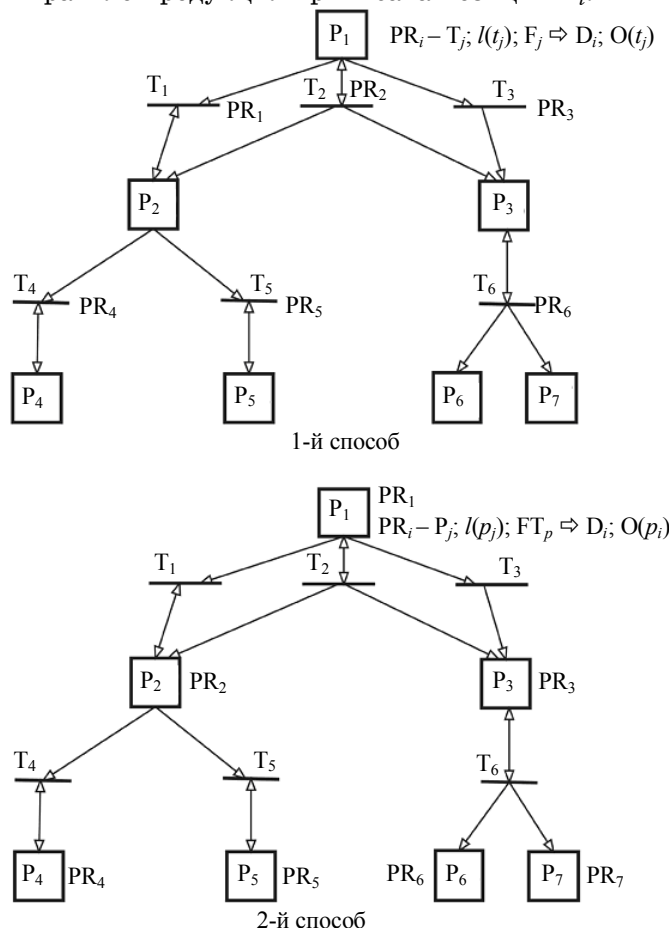 P₁ PRᵢ – Tⱼ; l(tⱼ); Fⱼ ⇨ Dᵢ; O(tⱼ)
T₁ T₂ PR₂ T₃
PR₁ PR₃
P₂ P₃
T₄ T₅ T₆
PR₄ PR₅ PR₆
P₄ P₅ P₆ P₇
1-й способ
PR₁
P₁ PRᵢ – Pⱼ; l(pⱼ); FTₚ ⇨ Dᵢ; O(pᵢ)
T₁ T₂ T₃
P₂ PR₂ P₃ PR₃
T₄ T₅ T₆
P₄ PR₄ P₅ PR₅ PR₆ P₆ P₇ PR₇
2-й способ